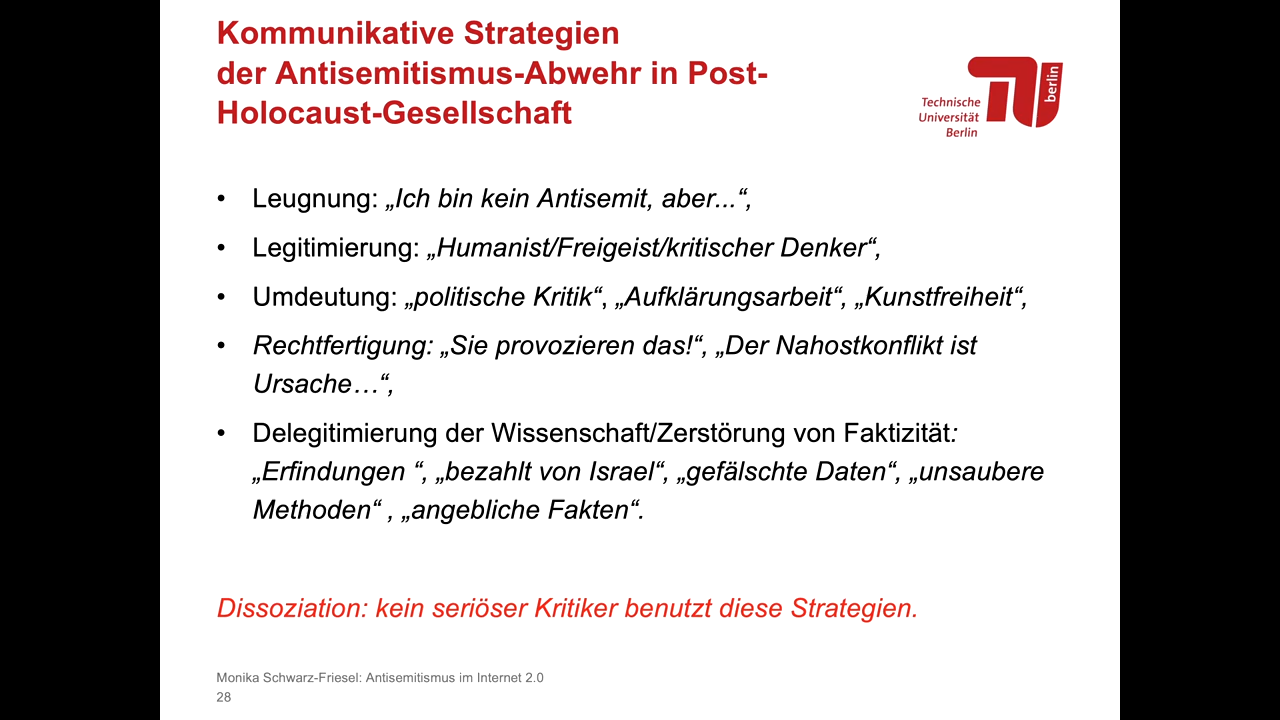 Kommunikative Strategien
der Antisemitismus-Abwehr in Post-
Holocaust-Gesellschaft
Technische
Universität
Berlin
berlin
• Leugnung: „Ich bin kein Antisemit, aber...“,
• Legitimierung: „Humanist/Freigeist/kritischer Denker“,
• Umdeutung: „politische Kritik“, „Aufklärungsarbeit“, „Kunstfreiheit“,
• Rechtfertigung: „Sie provozieren das!“, „Der Nahostkonflikt ist
Ursache…“,
• Delegitimierung der Wissenschaft/Zerstörung von Faktizität:
„Erfindungen “, „bezahlt von Israel“, „gefälschte Daten“, „unsaubere
Methoden“ , „angebliche Fakten“.
Dissoziation: kein seriöser Kritiker benutzt diese Strategien.
Monika Schwarz-Friesel: Antisemitismus im Internet 2.0
28